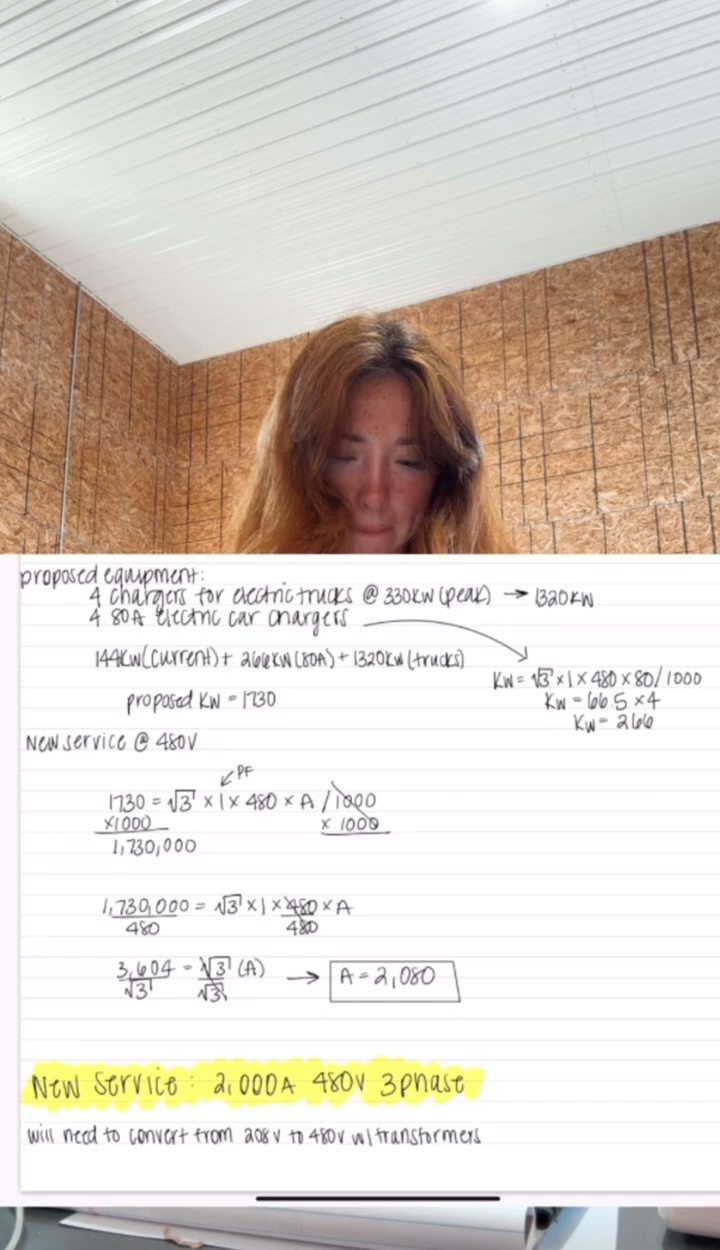 proposed equipment:
4 chargers for electric trucks @ 330kW (peak) → 1320kW
4 80A electric car chargers
144kW (current) + 266kW (80A) + 1320kW (trucks)
KW = √3 × 1 × 480 × 80 / 1000
KW = 66.5 × 4
KW = 266
proposed KW = 1730
New service @ 480V
PF
1730 = √3 × 1 × 480 × A / 1000
×1000 × 1000
1,730,000
1,730,000 = √3 × 1 × 480 × A
480 480
3,604 = √3 (A) → A = 2,080
√3 √3
New Service: 2,000A 480V 3phase
will need to convert from 208V to 480V w/ transformers